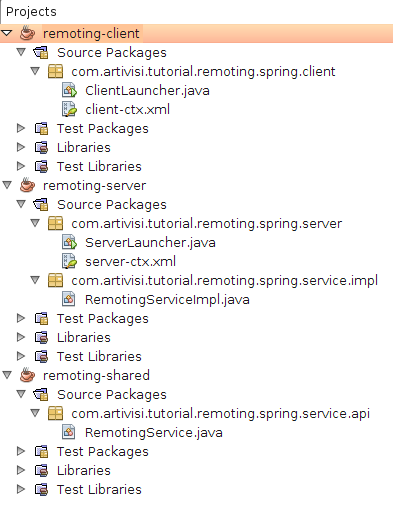 Projects
remoting-client
Source Packages
com.artivisi.tutorial.remoting.spring.client
ClientLauncher.java
client-ctx.xml
Test Packages
Libraries
Test Libraries
remoting-server
Source Packages
com.artivisi.tutorial.remoting.spring.server
ServerLauncher.java
server-ctx.xml
com.artivisi.tutorial.remoting.spring.service.impl
RemotingServiceImpl.java
Test Packages
Libraries
Test Libraries
remoting-shared
Source Packages
com.artivisi.tutorial.remoting.spring.service.api
RemotingService.java
Test Packages
Libraries
Test Libraries